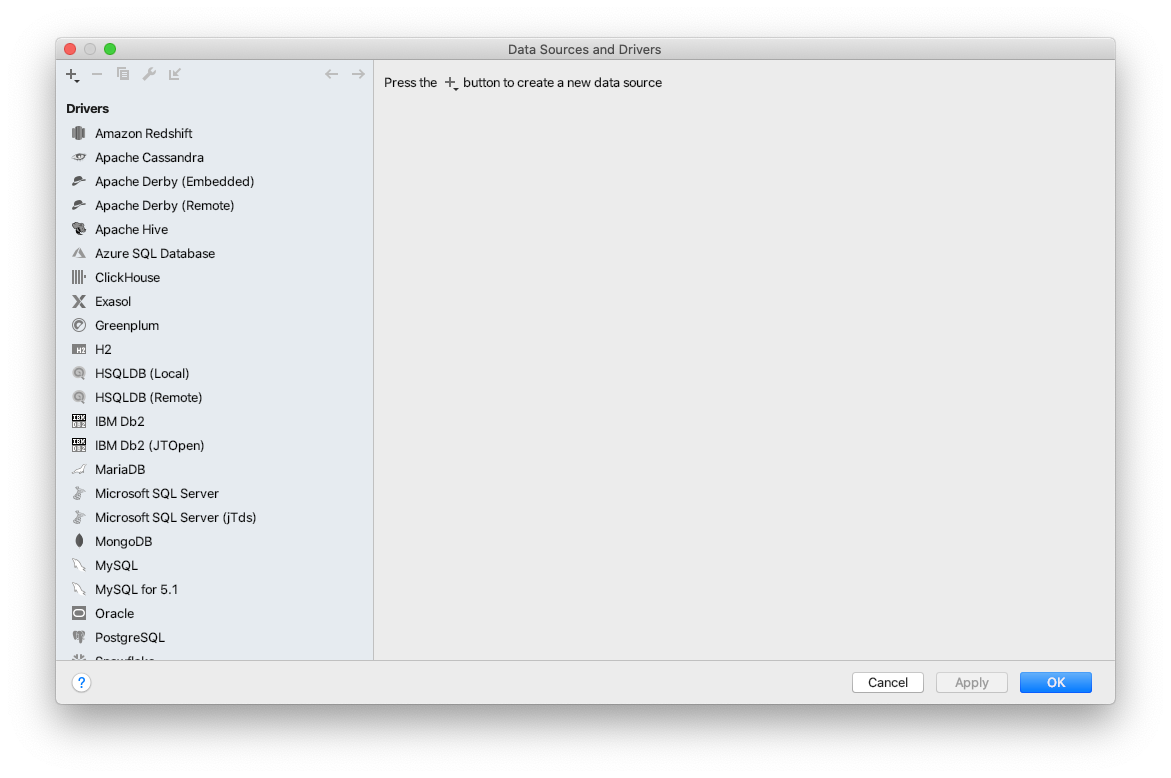 Data Sources and Drivers
Press the + button to create a new data source
Drivers
Amazon Redshift
Apache Cassandra
Apache Derby (Embedded)
Apache Derby (Remote)
Apache Hive
Azure SQL Database
ClickHouse
Exasol
Greenplum
H2
HSQLDB (Local)
HSQLDB (Remote)
IBM Db2
IBM Db2 (JTOpen)
MariaDB
Microsoft SQL Server
Microsoft SQL Server (jTds)
MongoDB
MySQL
MySQL for 5.1
Oracle
PostgreSQL
Snowflake
?
Cancel
Apply
OK